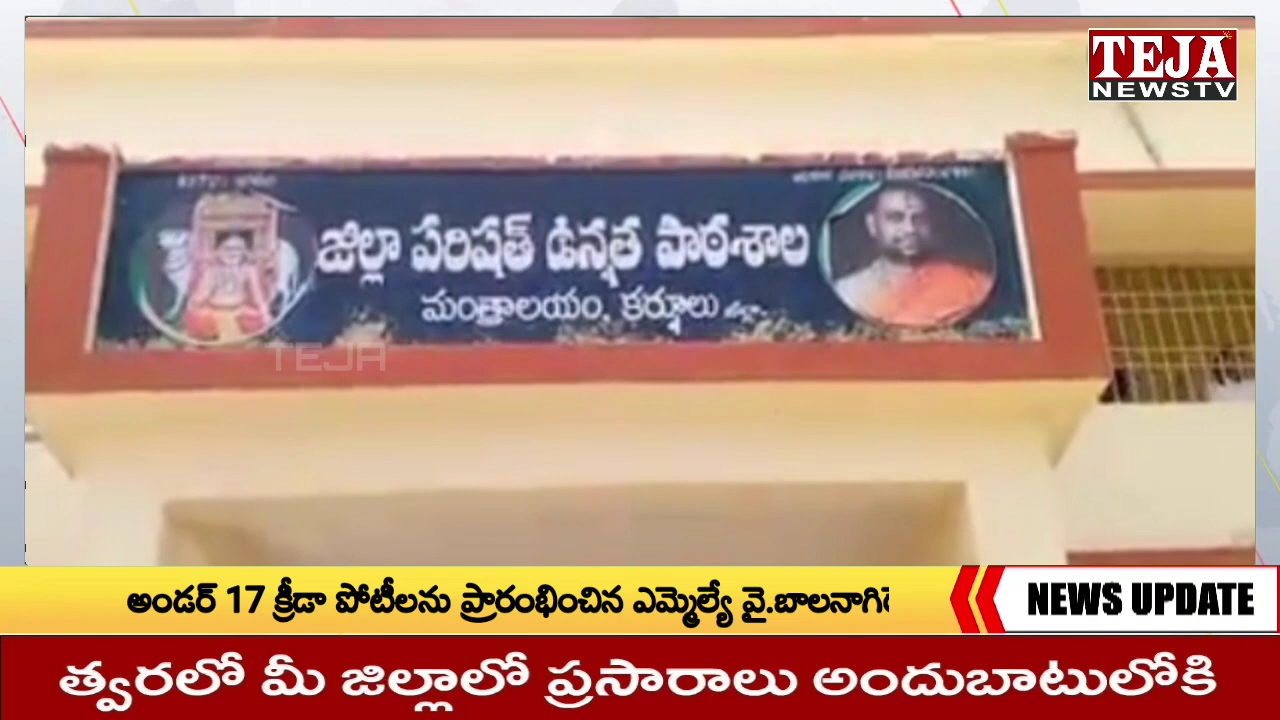 TEJA
NEWSTV
జిల్లా పరిషత్ ఉన్నత పాఠశాల
మంత్రాలయం, కర్నూలు జిల్లా.
TEJA
అండర్ 17 క్రీడా పోటీలను ప్రారంభించిన ఎమ్మెల్యే వై.బాలనాగి
NEWS UPDATE
త్వరలో మీ జిల్లాలో ప్రసారాలు అందుబాటులోకి